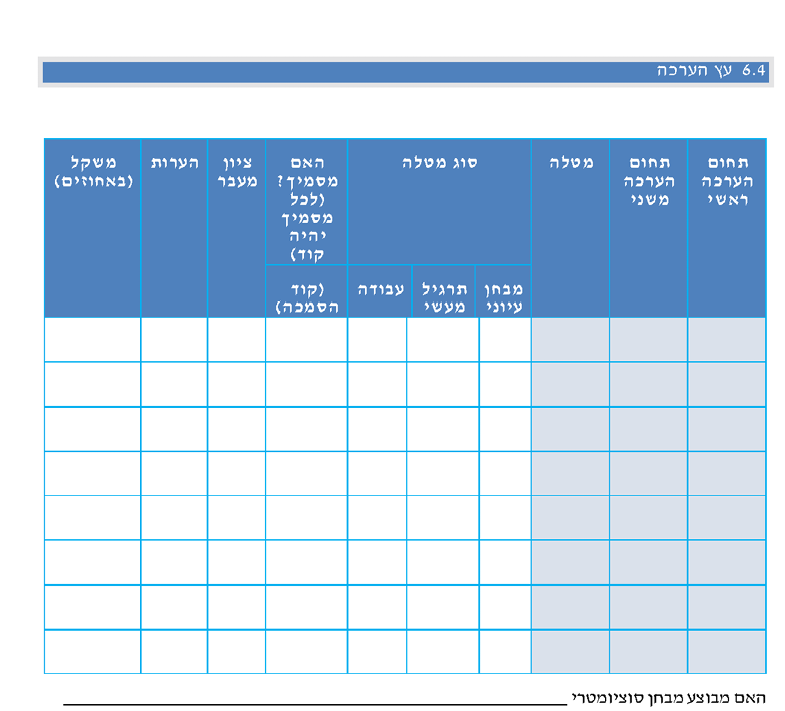 6.4 עץ הערכה
תחום
הערכה
ראשי
תחום
הערכה
משני
מטלה
סוג מטלה
מבחן
עיוני
תרגיל
מעשי
עבודה
האם
מסמיך?
(לכל
מסמיך
יהיה
קוד)
(קוד
הסמכה)
ציון
מעבר
הערות
משקל
(באחוזים)
האם מבוצע מבחן סוציומטרי